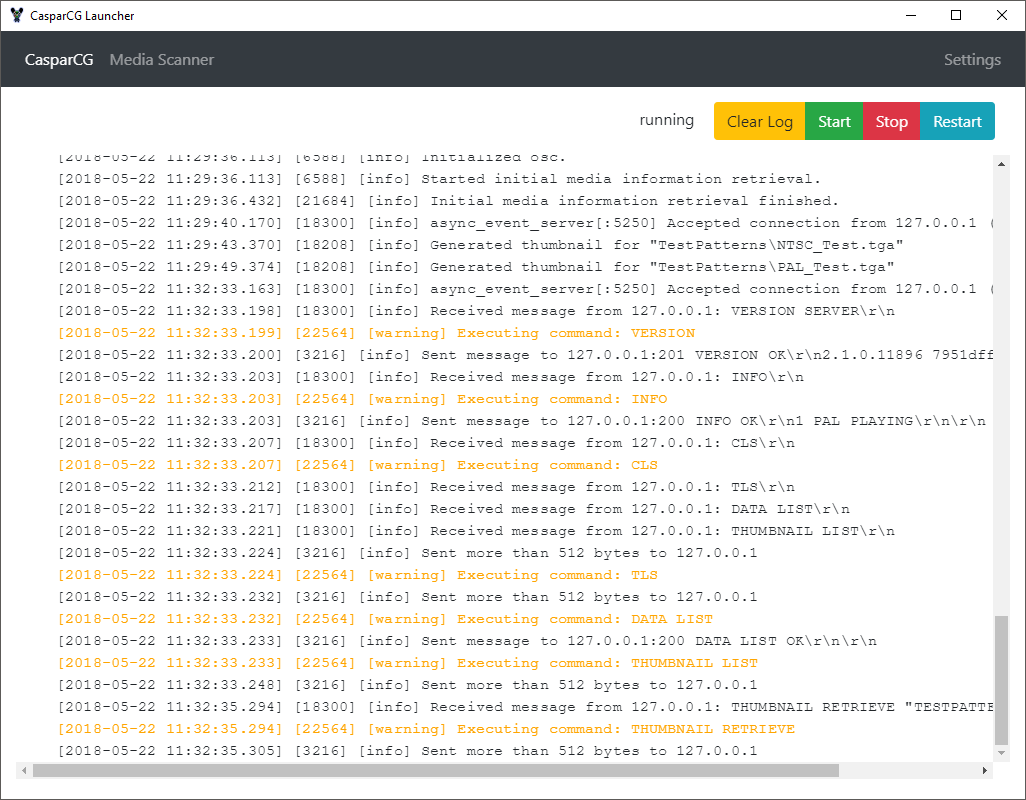 CasparCG Launcher
CasparCG Media Scanner Settings
running Clear Log Start Stop Restart
[2018-05-22 11:29:36.113] [6588] [info] Initialized osc.
[2018-05-22 11:29:36.113] [6588] [info] Started initial media information retrieval.
[2018-05-22 11:29:36.432] [21684] [info] Initial media information retrieval finished.
[2018-05-22 11:29:40.170] [18300] [info] async_event_server[:5250] Accepted connection from 127.0.0.1 (
[2018-05-22 11:29:43.370] [18208] [info] Generated thumbnail for "TestPatterns\NTSC_Test.tga"
[2018-05-22 11:29:49.374] [18208] [info] Generated thumbnail for "TestPatterns\PAL_Test.tga"
[2018-05-22 11:32:33.163] [18300] [info] async_event_server[:5250] Accepted connection from 127.0.0.1 (
[2018-05-22 11:32:33.198] [18300] [info] Received message from 127.0.0.1: VERSION SERVER\r\n
[2018-05-22 11:32:33.199] [22564] [warning] Executing command: VERSION
[2018-05-22 11:32:33.200] [3216] [info] Sent message to 127.0.0.1:201 VERSION OK\r\n2.1.0.11896 7951dff
[2018-05-22 11:32:33.203] [18300] [info] Received message from 127.0.0.1: INFO\r\n
[2018-05-22 11:32:33.203] [22564] [warning] Executing command: INFO
[2018-05-22 11:32:33.203] [3216] [info] Sent message to 127.0.0.1:200 INFO OK\r\n1 PAL PLAYING\r\n\r\n
[2018-05-22 11:32:33.207] [18300] [info] Received message from 127.0.0.1: CLS\r\n
[2018-05-22 11:32:33.207] [22564] [warning] Executing command: CLS
[2018-05-22 11:32:33.212] [18300] [info] Received message from 127.0.0.1: TLS\r\n
[2018-05-22 11:32:33.217] [18300] [info] Received message from 127.0.0.1: DATA LIST\r\n
[2018-05-22 11:32:33.221] [18300] [info] Received message from 127.0.0.1: THUMBNAIL LIST\r\n
[2018-05-22 11:32:33.224] [3216] [info] Sent more than 512 bytes to 127.0.0.1
[2018-05-22 11:32:33.224] [22564] [warning] Executing command: TLS
[2018-05-22 11:32:33.232] [3216] [info] Sent more than 512 bytes to 127.0.0.1
[2018-05-22 11:32:33.232] [22564] [warning] Executing command: DATA LIST
[2018-05-22 11:32:33.233] [3216] [info] Sent message to 127.0.0.1:200 DATA LIST OK\r\n\r\n
[2018-05-22 11:32:33.233] [22564] [warning] Executing command: THUMBNAIL LIST
[2018-05-22 11:32:33.248] [3216] [info] Sent more than 512 bytes to 127.0.0.1
[2018-05-22 11:32:35.294] [18300] [info] Received message from 127.0.0.1: THUMBNAIL RETRIEVE "TESTPATTE
[2018-05-22 11:32:35.294] [22564] [warning] Executing command: THUMBNAIL RETRIEVE
[2018-05-22 11:32:35.305] [3216] [info] Sent more than 512 bytes to 127.0.0.1